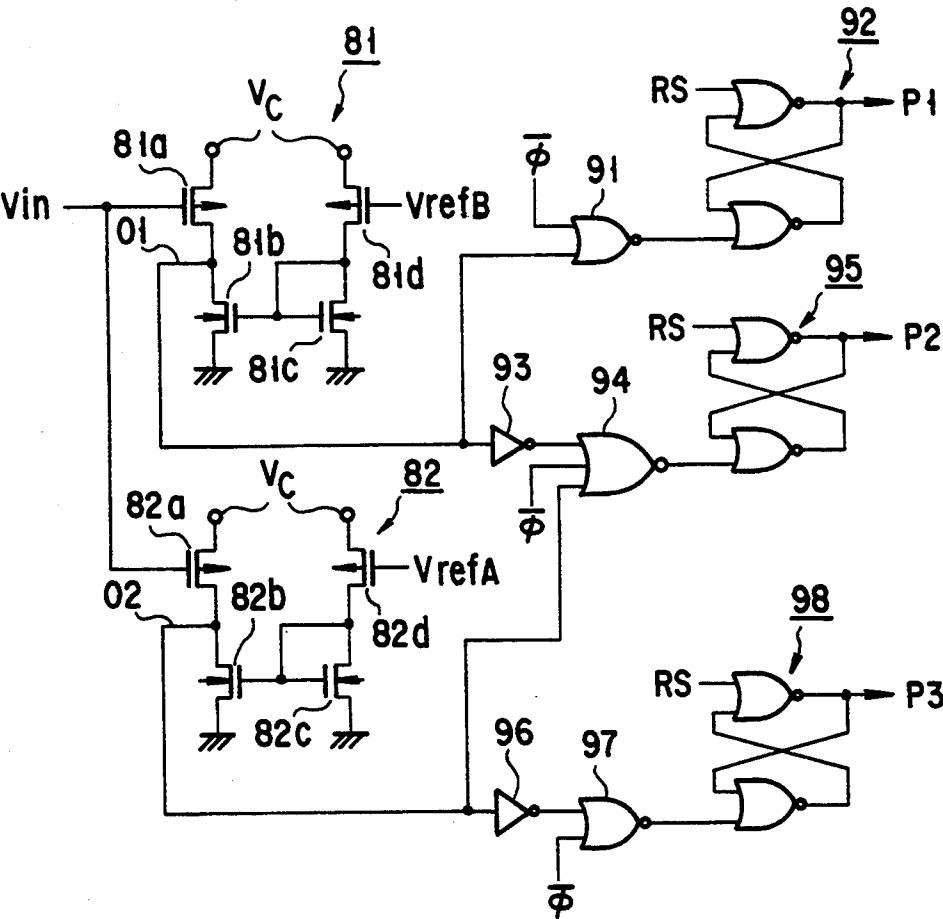 81
92
VC
RS
P1
81a
φ̅
91
Vin
VrefB
01
81b
81d
95
RS
P2
81c
93
94
VC
82
82a
φ̅
VrefA
02
82b
98
82d
RS
P3
82c
96
97
φ̅